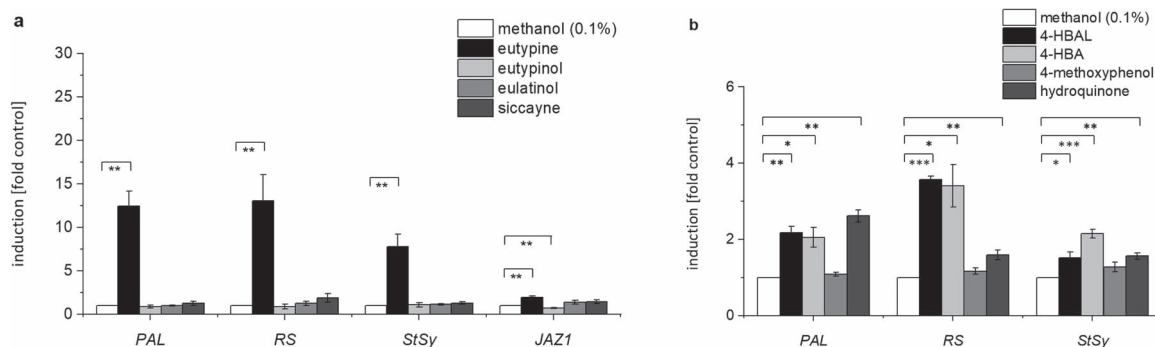 a
methanol (0.1%)
eutypine
eutypinol
eulatinol
siccayne
induction [fold control]
30
25
20
15
10
5
0
**
**
**
**
**
PAL
RS
StSy
JAZ1
b
methanol (0.1%)
4-HBAL
4-HBA
4-methoxyphenol
hydroquinone
induction [fold control]
6
4
2
0
**
*
**
**
*
***
**
***
*
PAL
RS
StSy